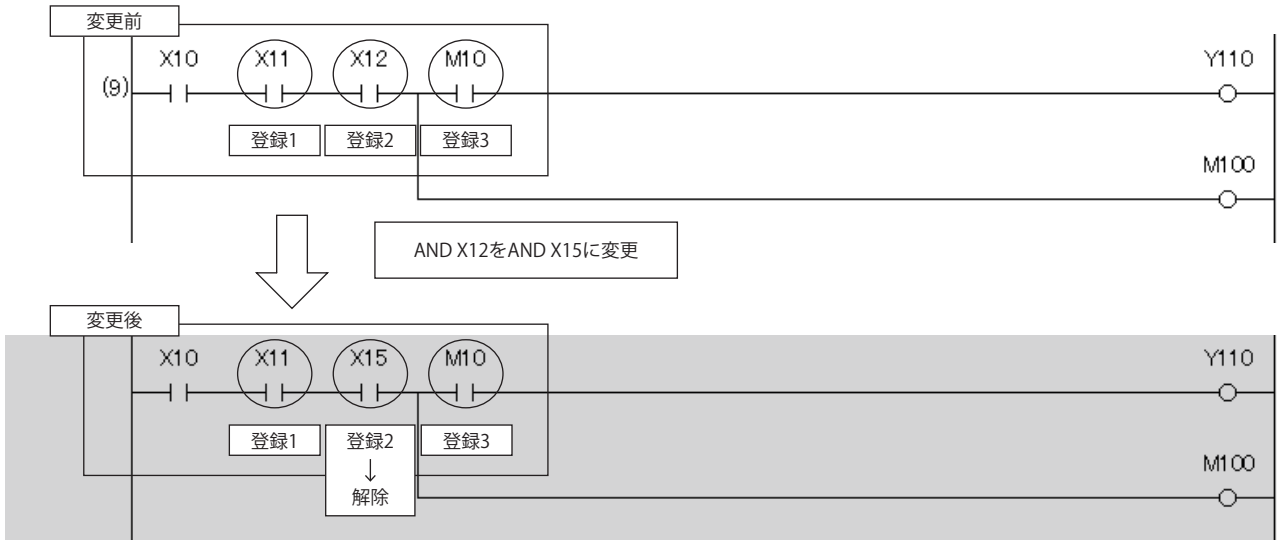 変更前
X10 X11 X12 M10 Y110
(9)
登録1 登録2 登録3
M100
AND X12をAND X15に変更
変更後
X10 X11 X15 M10 Y110
登録1 登録2 登録3
↓
解除
M100